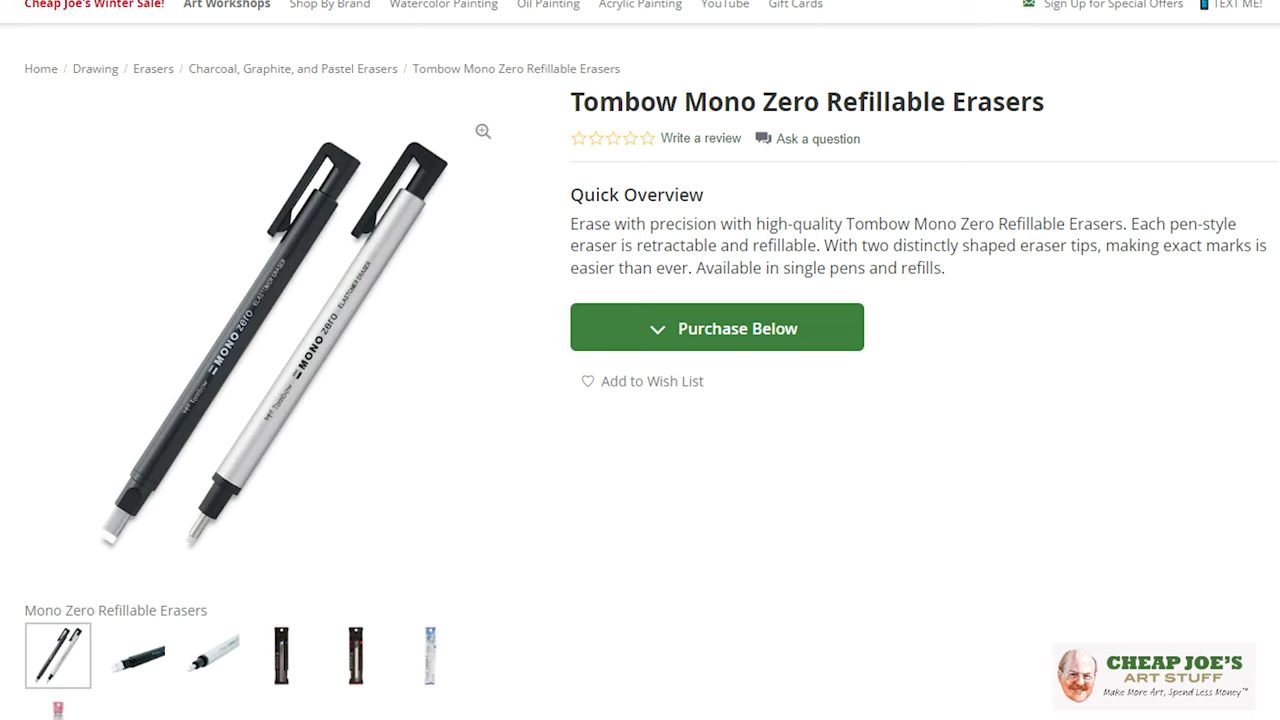 Cheap Joe's Winter Sale! Art Workshops Shop By Brand Watercolor Painting Oil Painting Acrylic Painting YouTube Gift Cards Sign Up for Special Offers TEXT ME!
Home / Drawing / Erasers / Charcoal, Graphite, and Pastel Erasers / Tombow Mono Zero Refillable Erasers
Tombow Mono Zero Refillable Erasers
Write a review Ask a question
Quick Overview
Erase with precision with high-quality Tombow Mono Zero Refillable Erasers. Each pen-style
eraser is retractable and refillable. With two distinctly shaped eraser tips, making exact marks is
easier than ever. Available in single pens and refills.
Purchase Below
Add to Wish List
Tombow MONO zero ELASTOMER ERASER
Tombow MONO zero ELASTOMER ERASER
Mono Zero Refillable Erasers
CHEAP JOE'S
ART STUFF
Make More Art, Spend Less Money™